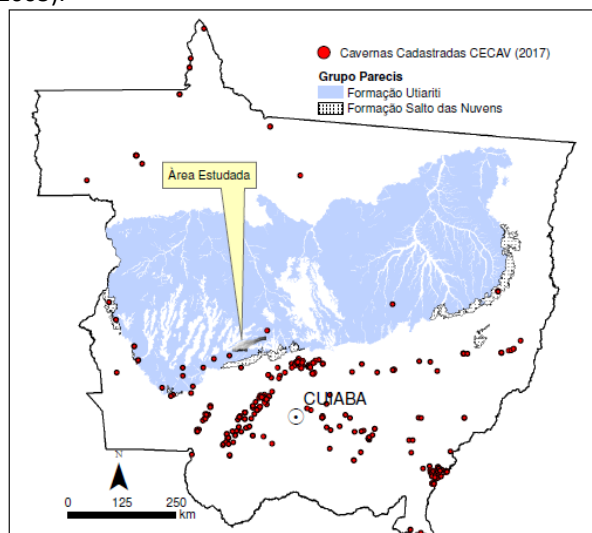 Cavernas Cadastradas CECAV (2017)
Grupo Parecis
Formação Utiariti
Formação Salto das Nuvens
Àrea Estudada
CUIABA
N
0 125 250
km